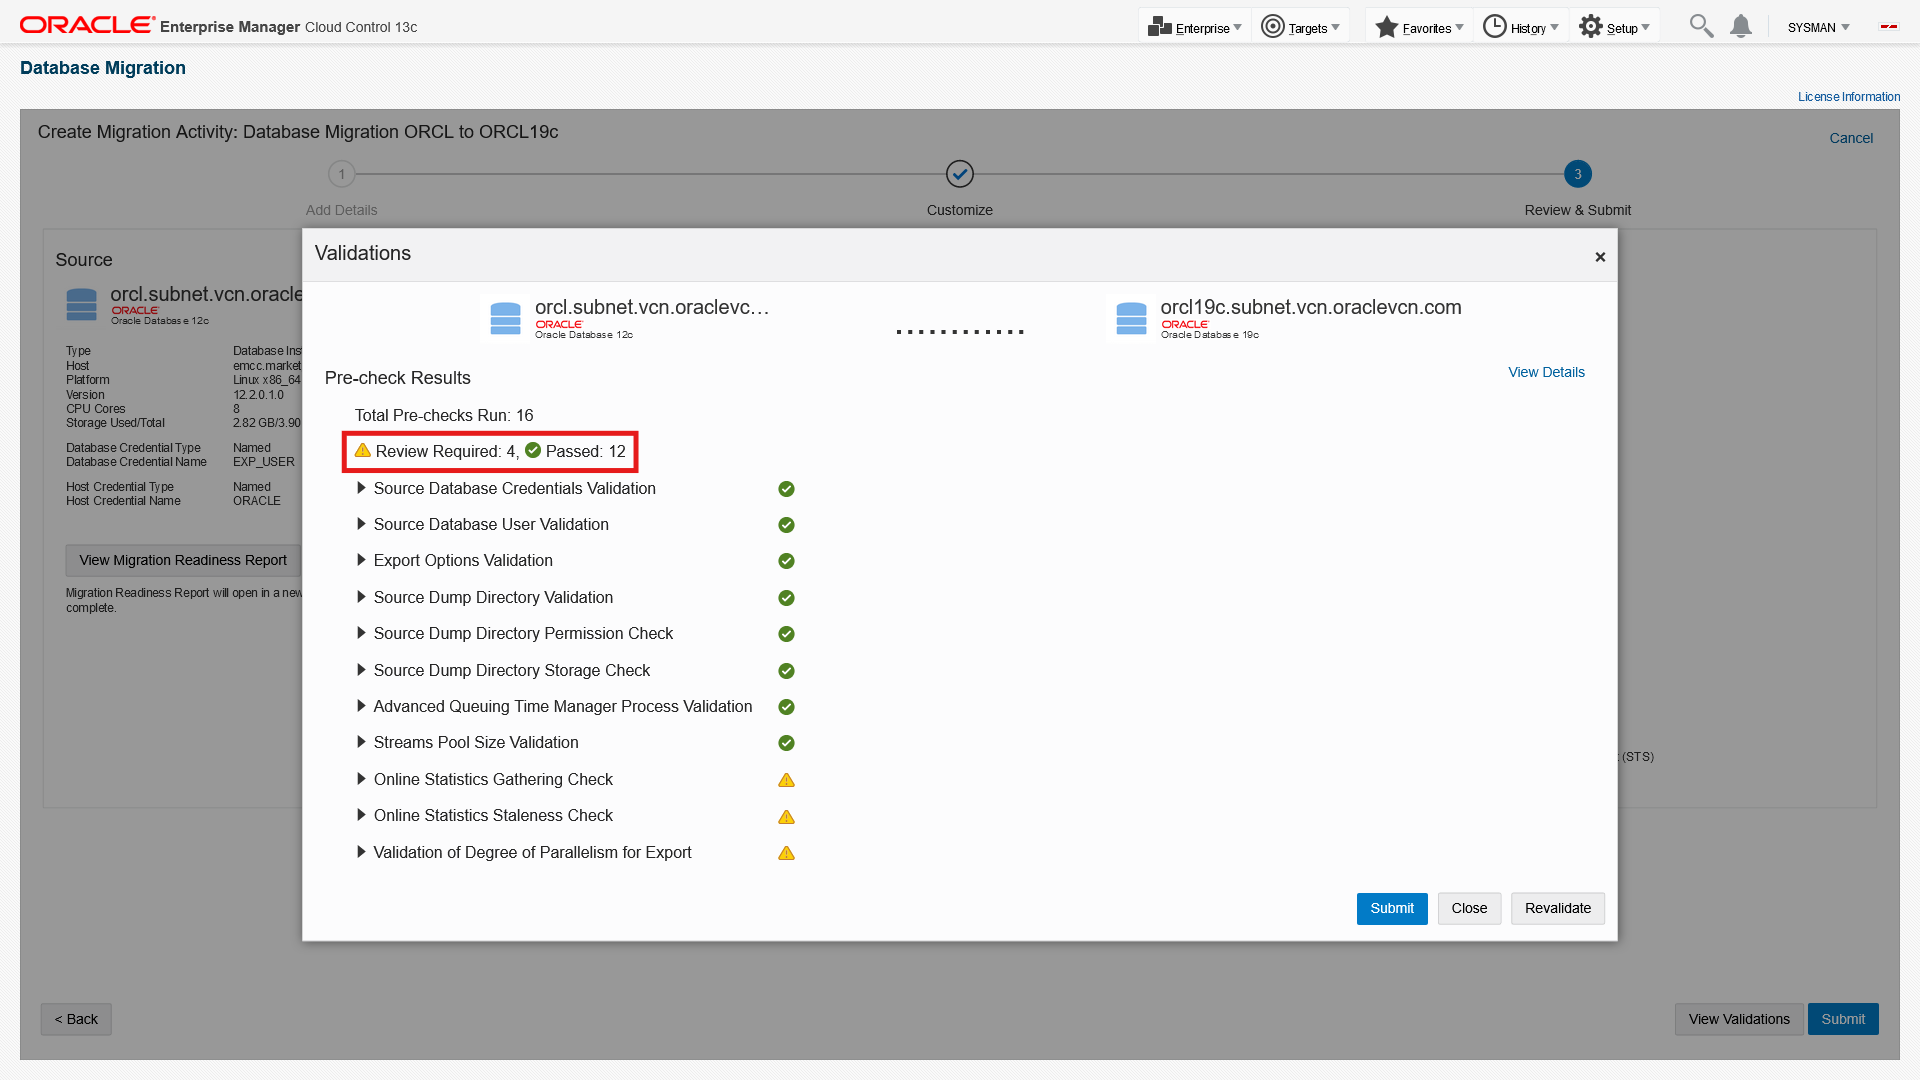 ORACLE Enterprise Manager Cloud Control 13c
Enterprise Targets Favorites History Setup SYSMAN
Database Migration
License Information
Create Migration Activity: Database Migration ORCL to ORCL19c
Cancel
1 3
Add Details Customize Review & Submit
Source
orcl.subnet.vcn.oracle
ORACLE
Oracle Database 12c
Type Database Ins
Host emcc.market
Platform Linux x86_64
Version 12.2.0.1.0
CPU Cores 8
Storage Used/Total 2.82 GB/3.90
Database Credential Type Named
Database Credential Name EXP_USER
Host Credential Type Named
Host Credential Name ORACLE
View Migration Readiness Report
Migration Readiness Report will open in a new
complete.
Validations
×
orcl.subnet.vcn.oraclevc...
ORACLE
Oracle Database 12c
orcl19c.subnet.vcn.oraclevcn.com
ORACLE
Oracle Database 19c
Pre-check Results
View Details
Total Pre-checks Run: 16
Review Required: 4, Passed: 12
Source Database Credentials Validation
Source Database User Validation
Export Options Validation
Source Dump Directory Validation
Source Dump Directory Permission Check
Source Dump Directory Storage Check
Advanced Queuing Time Manager Process Validation
Streams Pool Size Validation
Online Statistics Gathering Check
Online Statistics Staleness Check
Validation of Degree of Parallelism for Export
Submit Close Revalidate
(STS)
< Back
View Validations Submit